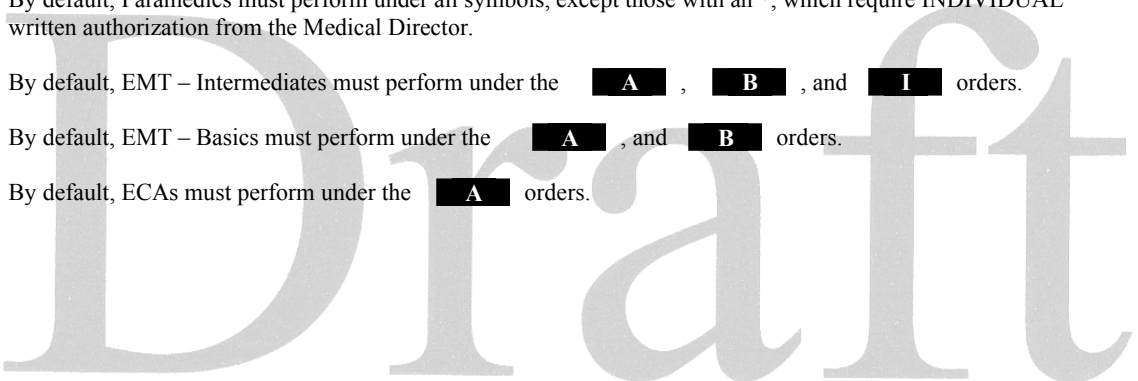 By default, Paramedics must perform under all symbols, except those with an *, which require INDIVIDUAL
written authorization from the Medical Director.
By default, EMT – Intermediates must perform under the A , B , and I orders.
By default, EMT – Basics must perform under the A , and B orders.
By default, ECAs must perform under the A orders.
Draft